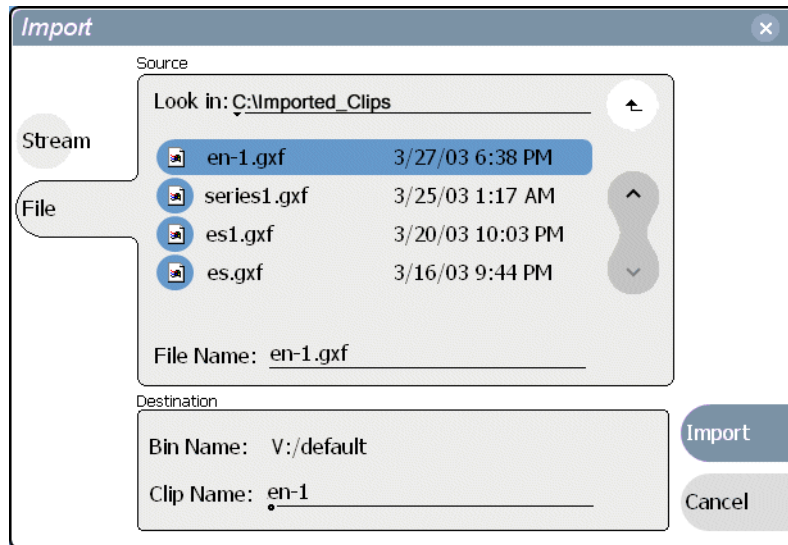 Import
Source
Look in: C:\Imported_Clips
Stream
File
en-1.gxf 3/27/03 6:38 PM
series1.gxf 3/25/03 1:17 AM
es1.gxf 3/20/03 10:03 PM
es.gxf 3/16/03 9:44 PM
File Name: en-1.gxf
Destination
Bin Name: V:/default
Clip Name: en-1
Import
Cancel